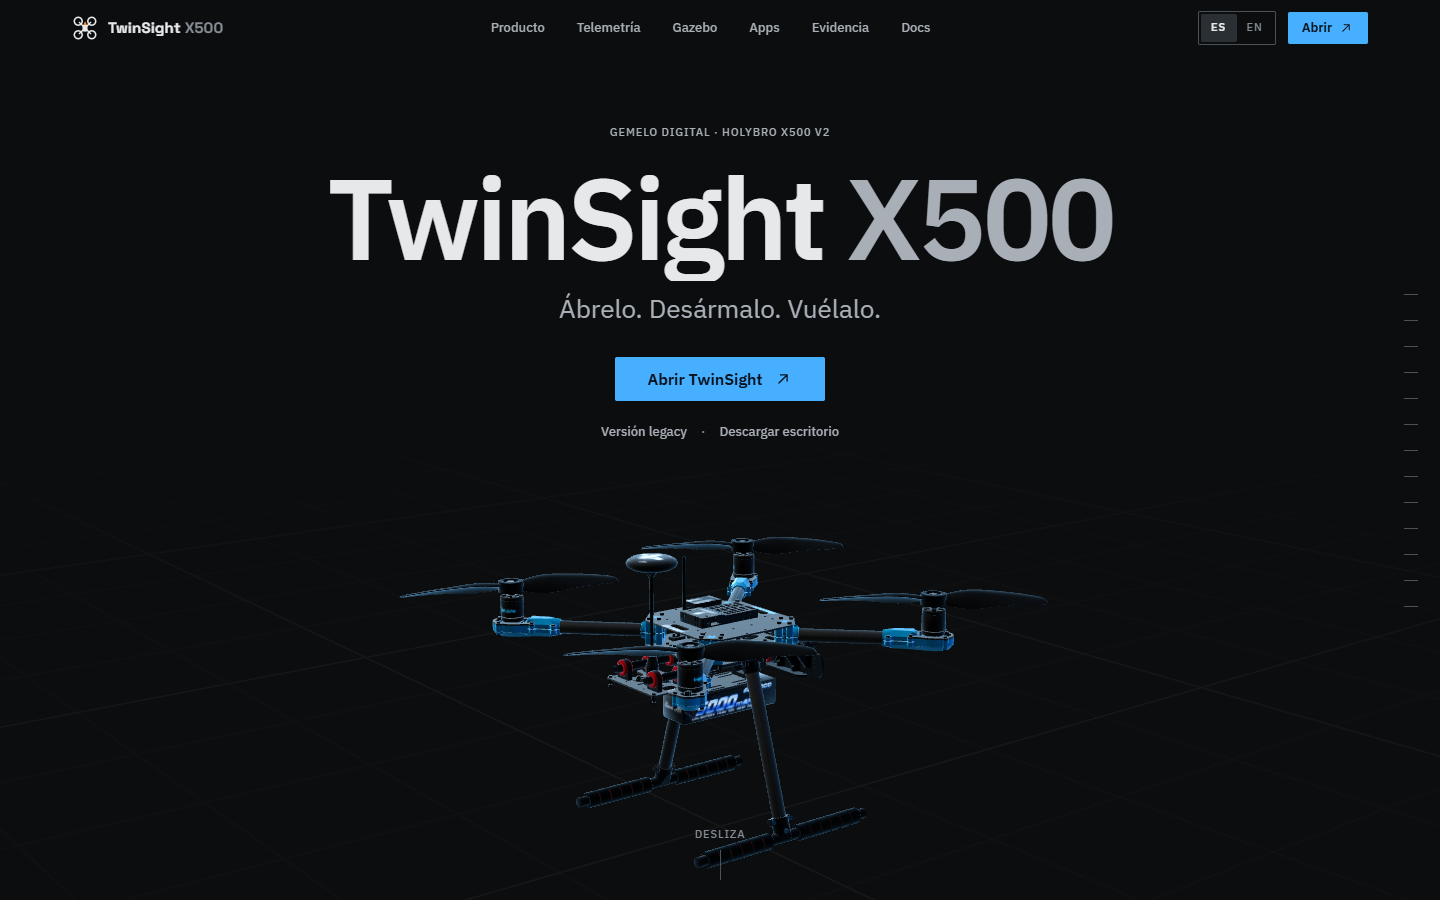 TwinSight X500
Producto
Telemetría
Gazebo
Apps
Evidencia
Docs
ES
EN
Abrir
GEMELO DIGITAL · HOLYBRO X500 V2
TwinSight X500
Ábrelo. Desármalo. Vuélalo.
Abrir TwinSight
Versión legacy · Descargar escritorio
DESLIZA